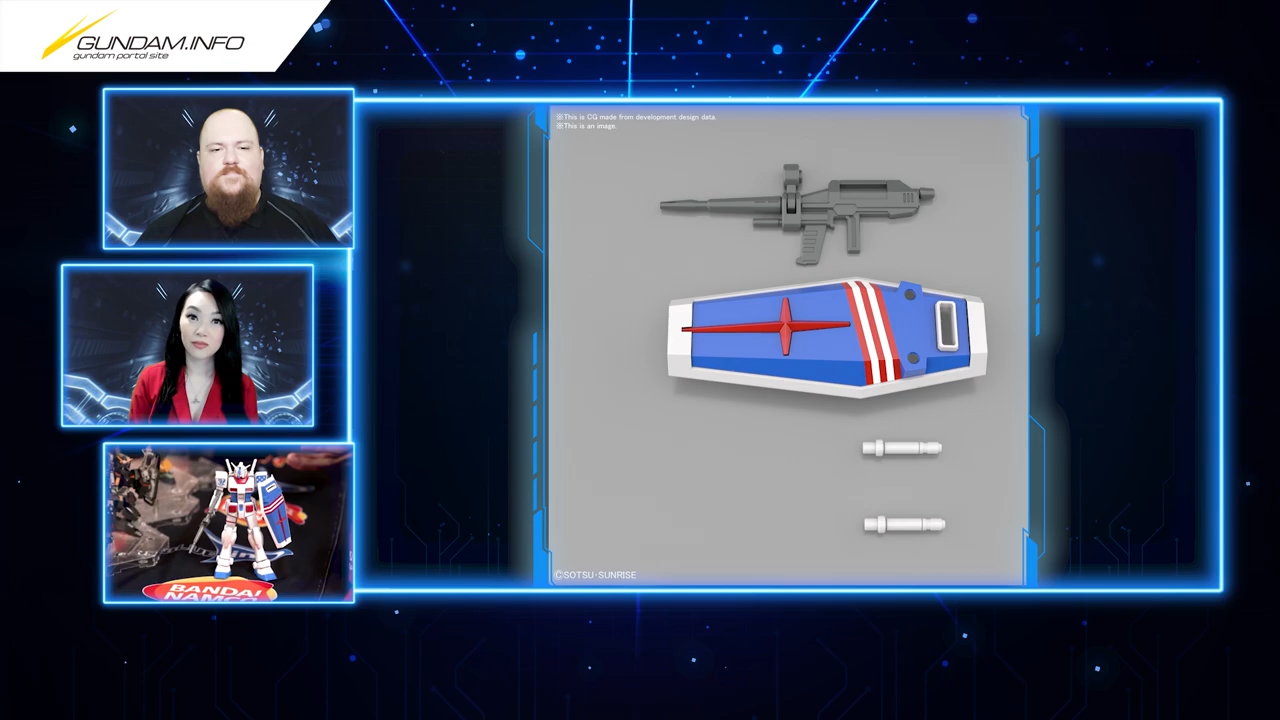 GUNDAM.INFO
gundam portal site
※This is CG made from development design data.
※This is an image.
BANDAI
NAMCO
©SOTSU・SUNRISE